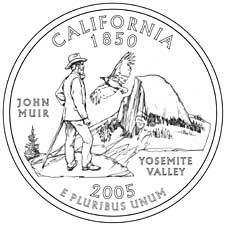 CALIFORNIA
1850
JOHN
MUIR
YOSEMITE
VALLEY
2005
E PLURIBUS UNUM